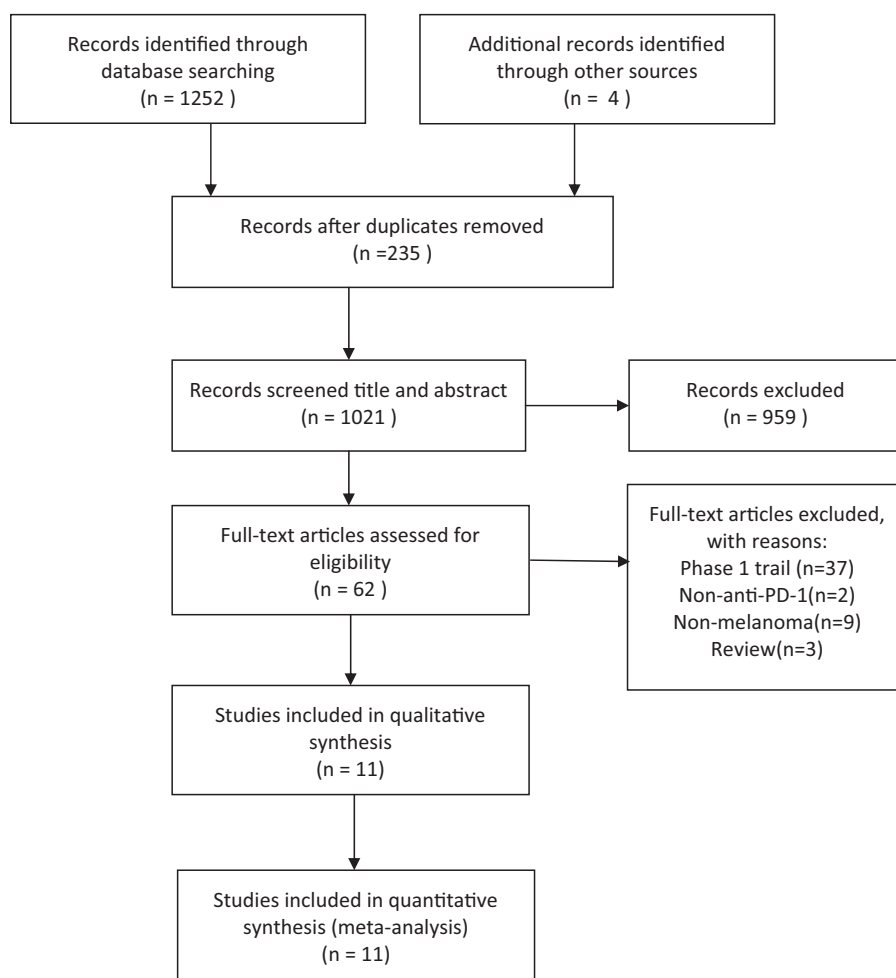 Records identified through
database searching
(n = 1252 )
Additional records identified
through other sources
(n = 4 )
Records after duplicates removed
(n =235 )
Records screened title and abstract
(n = 1021 )
Records excluded
(n = 959 )
Full-text articles assessed for
eligibility
(n = 62 )
Full-text articles excluded,
with reasons:
Phase 1 trail (n=37)
Non-anti-PD-1(n=2)
Non-melanoma(n=9)
Review(n=3)
Studies included in qualitative
synthesis
(n = 11)
Studies included in quantitative
synthesis (meta-analysis)
(n = 11)